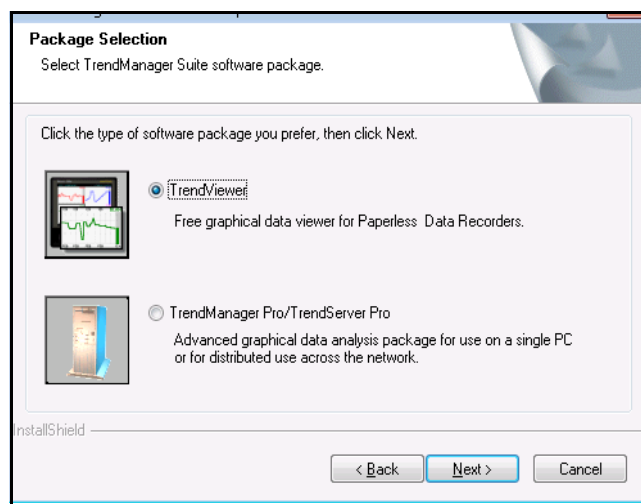 Package Selection
Select TrendManager Suite software package.
Click the type of software package you prefer, then click Next.
TrendViewer
Free graphical data viewer for Paperless Data Recorders.
TrendManager Pro/TrendServer Pro
Advanced graphical data analysis package for use on a single PC
or for distributed use across the network.
InstallShield
< Back
Next >
Cancel